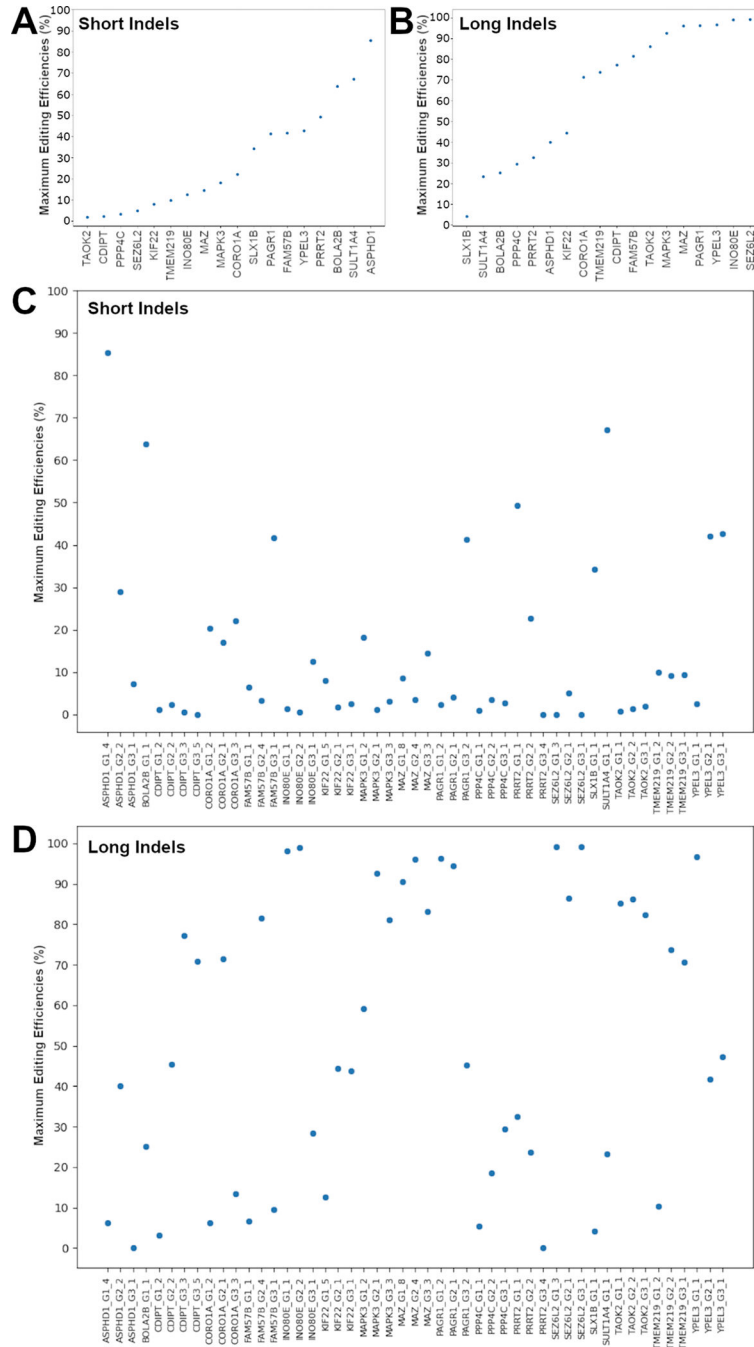 A
Short Indels
Maximum Editing Efficiencies (%)
100
90
80
70
60
50
40
30
20
10
0
TAOK2
CDIPT
PPP4C
SEZ6L2
KIF22
TMEM219
INO80E
MAZ
MAPK3
CORO1A
SLX1B
PAGR1
FAM57B
YPEL3
PRRT2
BOLA2B
SULT1A4
ASPHD1
B
Long Indels
Maximum Editing Efficiencies (%)
100
90
80
70
60
50
40
30
20
10
0
SLX1B
SULT1A4
BOLA2B
PPP4C
PRRT2
ASPHD1
KIF22
CORO1A
TMEM219
CDIPT
FAM57B
TAOK2
MAPK3
MAZ
PAGR1
YPEL3
INO80E
SEZ6L2
C
Short Indels
Maximum Editing Efficiencies (%)
100
90
80
70
60
50
40
30
20
10
0
ASPHD1_G1_4
ASPHD1_G2_2
ASPHD1_G3_1
BOLA2B_G1_1
CDIPT_G1_2
CDIPT_G2_2
CDIPT_G3_3
CDIPT_G3_5
CORO1A_G1_2
CORO1A_G2_1
CORO1A_G3_3
FAM57B_G1_1
FAM57B_G2_4
FAM57B_G3_1
INO80E_G1_1
INO80E_G2_2
INO80E_G3_1
KIF22_G1_5
KIF22_G2_1
KIF22_G3_1
MAPK3_G1_2
MAPK3_G2_1
MAPK3_G3_3
MAZ_G1_8
MAZ_G2_4
MAZ_G3_3
PAGR1_G1_2
PAGR1_G2_1
PAGR1_G3_2
PPP4C_G1_1
PPP4C_G2_2
PPP4C_G3_1
PRRT2_G1_1
PRRT2_G2_2
PRRT2_G3_4
SEZ6L2_G1_3
SEZ6L2_G2_1
SEZ6L2_G3_1
SLX1B_G1_1
SULT1A4_G1_1
TAOK2_G1_1
TAOK2_G2_2
TAOK2_G3_1
TMEM219_G1_2
TMEM219_G2_2
TMEM219_G3_1
YPEL3_G1_1
YPEL3_G2_1
YPEL3_G3_1
D
Long Indels
Maximum Editing Efficiencies (%)
100
90
80
70
60
50
40
30
20
10
0
ASPHD1_G1_4
ASPHD1_G2_2
ASPHD1_G3_1
BOLA2B_G1_1
CDIPT_G1_2
CDIPT_G2_2
CDIPT_G3_3
CDIPT_G3_5
CORO1A_G1_2
CORO1A_G2_1
CORO1A_G3_3
FAM57B_G1_1
FAM57B_G2_4
FAM57B_G3_1
INO80E_G1_1
INO80E_G2_2
INO80E_G3_1
KIF22_G1_5
KIF22_G2_1
KIF22_G3_1
MAPK3_G1_2
MAPK3_G2_1
MAPK3_G3_3
MAZ_G1_8
MAZ_G2_4
MAZ_G3_3
PAGR1_G1_2
PAGR1_G2_1
PAGR1_G3_2
PPP4C_G1_1
PPP4C_G2_2
PPP4C_G3_1
PRRT2_G1_1
PRRT2_G2_2
PRRT2_G3_4
SEZ6L2_G1_3
SEZ6L2_G2_1
SEZ6L2_G3_1
SLX1B_G1_1
SULT1A4_G1_1
TAOK2_G1_1
TAOK2_G2_2
TAOK2_G3_1
TMEM219_G1_2
TMEM219_G2_2
TMEM219_G3_1
YPEL3_G1_1
YPEL3_G2_1
YPEL3_G3_1